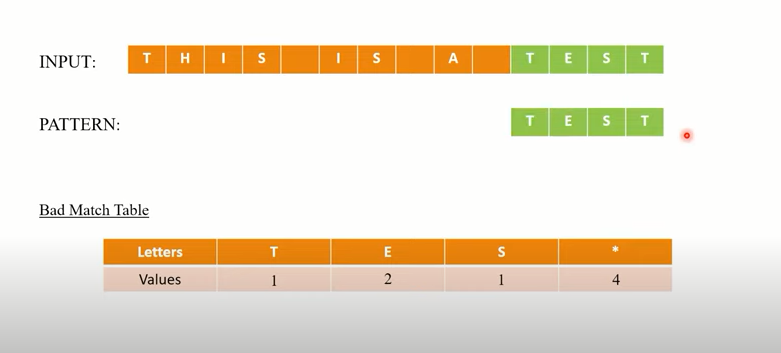 INPUT: T H I S I S A T E S T
PATTERN: T E S T
Bad Match Table
Letters T E S *
Values 1 2 1 4